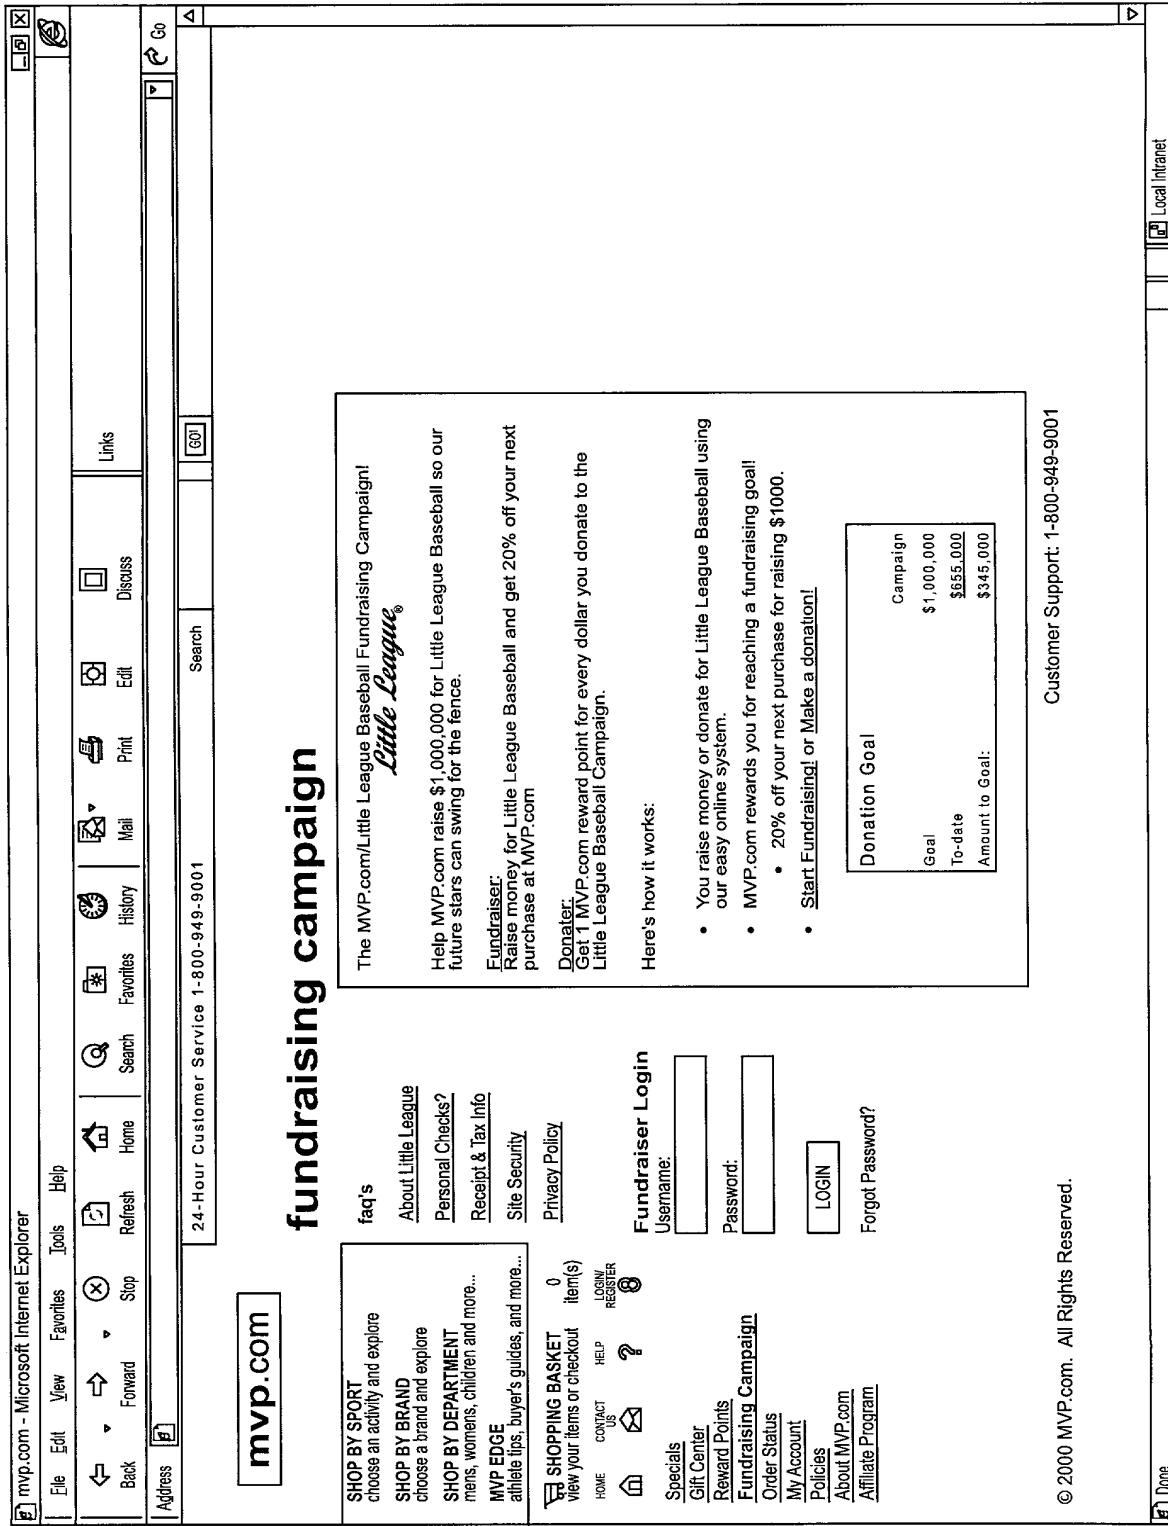 mvp.com – Microsoft Internet Explorer
File Edit View Favorites Tools Help
Back Forward Stop Refresh Home Search Favorites History Mail Print Edit Discuss Links
Address Go
24-Hour Customer Service 1-800-949-9001 Search GO!
mvp.com
fundraising campaign
SHOP BY SPORT
choose an activity and explore
SHOP BY BRAND
choose a brand and explore
SHOP BY DEPARTMENT
mens, womens, children and more...
MVP EDGE
athlete tips, buyer's guides, and more...
SHOPPING BASKET 0
view your items or checkout item(s)
HOME CONTACT US HELP LOGIN/REGISTER
Specials
Gift Center
Reward Points
Fundraising Campaign
Order Status
My Account
Policies
About MVP.com
Affiliate Program
faq's
About Little League
Personal Checks?
Receipt & Tax Info
Site Security
Privacy Policy
Fundraiser Login
Username:
Password:
LOGIN
Forgot Password?
The MVP.com/Little League Baseball Fundraising Campaign!
Little League®
Help MVP.com raise $1,000,000 for Little League Baseball so our
future stars can swing for the fence.
Fundraiser:
Raise money for Little League Baseball and get 20% off your next
purchase at MVP.com
Donater:
Get 1 MVP.com reward point for every dollar you donate to the
Little League Baseball Campaign.
Here's how it works:
• You raise money or donate for Little League Baseball using
our easy online system.
• MVP.com rewards you for reaching a fundraising goal!
• 20% off your next purchase for raising $1000.
• Start Fundraising! or Make a donation!
Donation Goal
Campaign
Goal $1,000,000
To-date $655,000
Amount to Goal: $345,000
© 2000 MVP.com. All Rights Reserved. Customer Support: 1-800-949-9001
Done Local Intranet